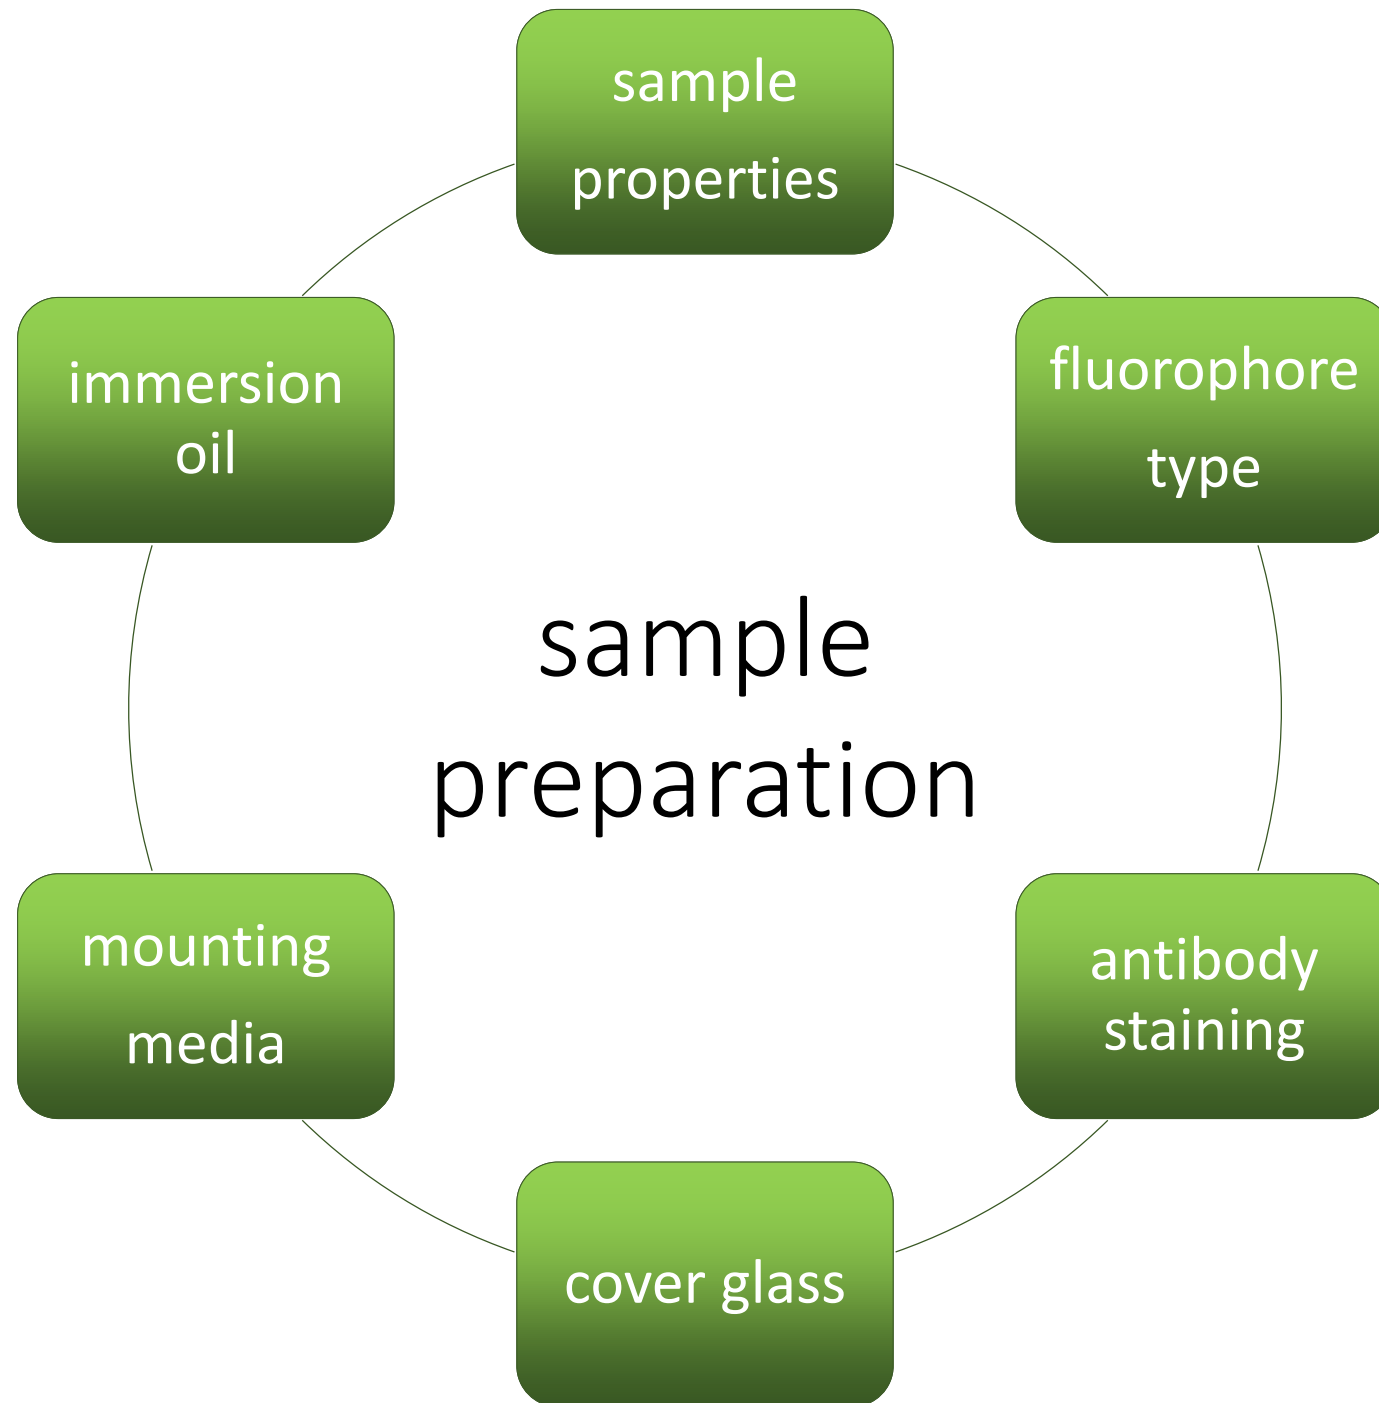 sample
properties
fluorophore
type
antibody
staining
cover glass
mounting
media
immersion
oil
sample
preparation